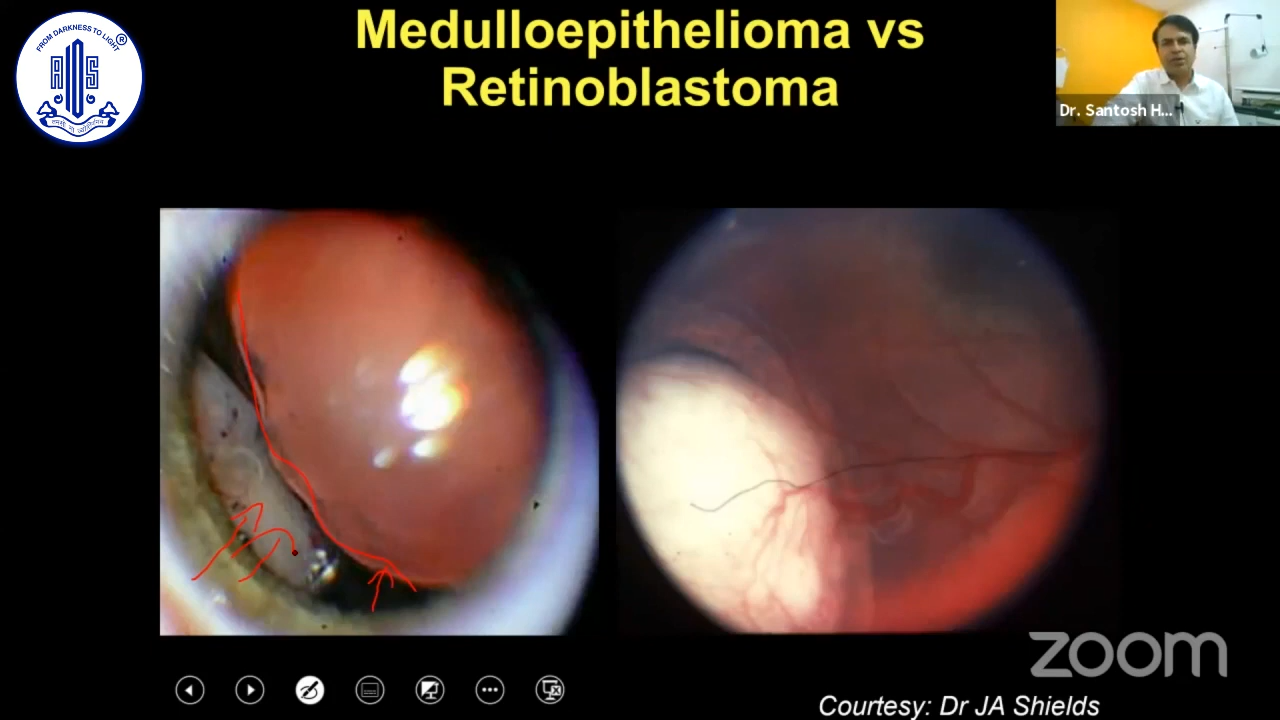 FROM DARKNESS TO LIGHT
®
Medulloepithelioma vs
Retinoblastoma
Dr. Santosh H...
zoom
Courtesy: Dr JA Shields